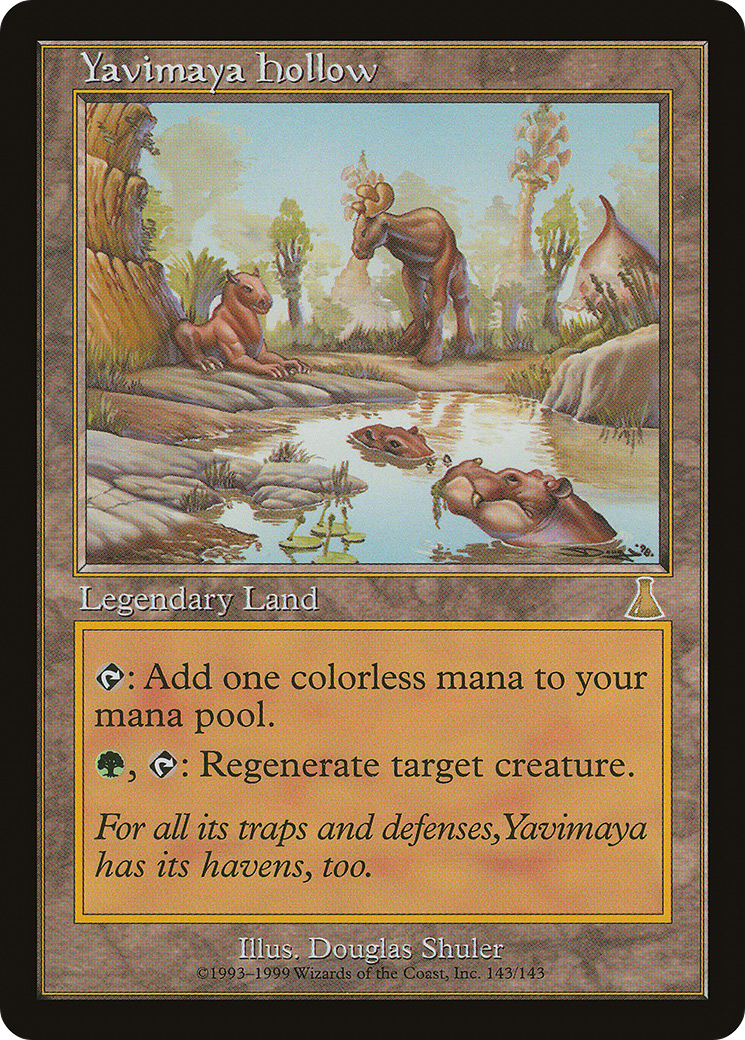 Yavimaya Hollow
Legendary Land
: Add one colorless mana to your
mana pool.
, : Regenerate target creature.
For all its traps and defenses, Yavimaya
has its havens, too.
Illus. Douglas Shuler
©1993–1999 Wizards of the Coast, Inc. 143/143